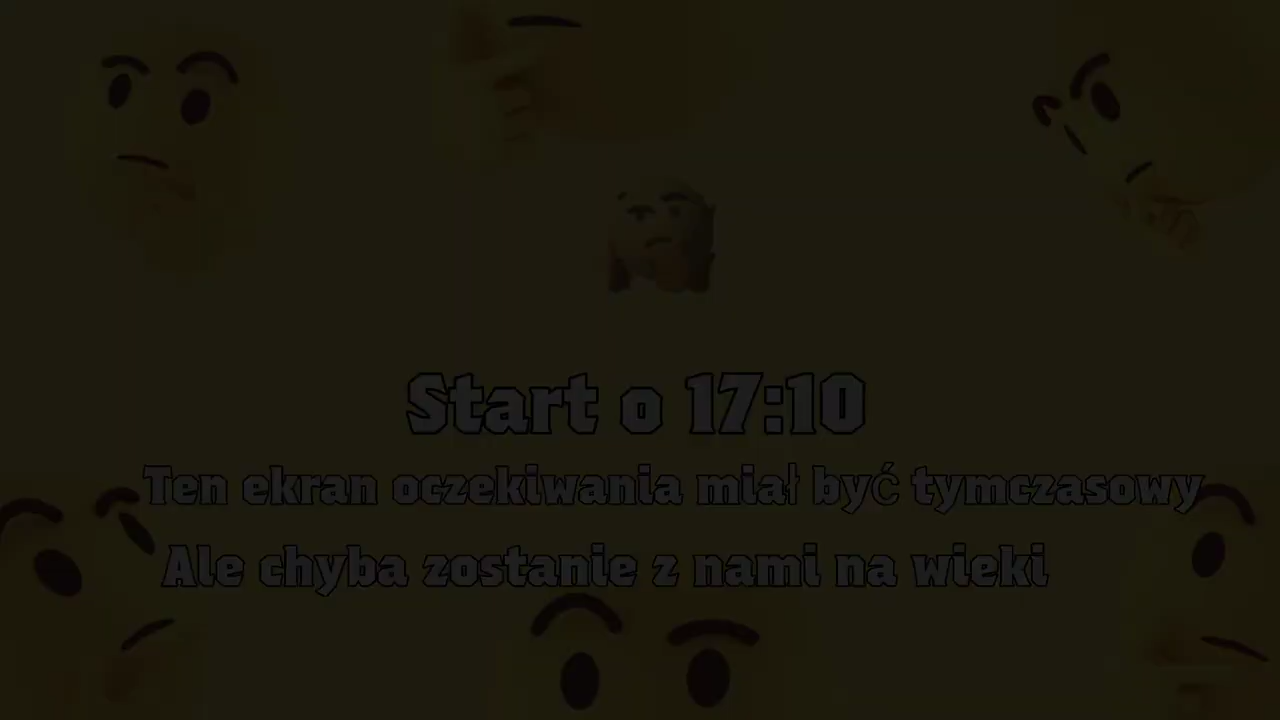 Start o 17:10
Ten ekran oczekiwania miał być tymczasowy
Ale chyba zostanie z nami na wieki